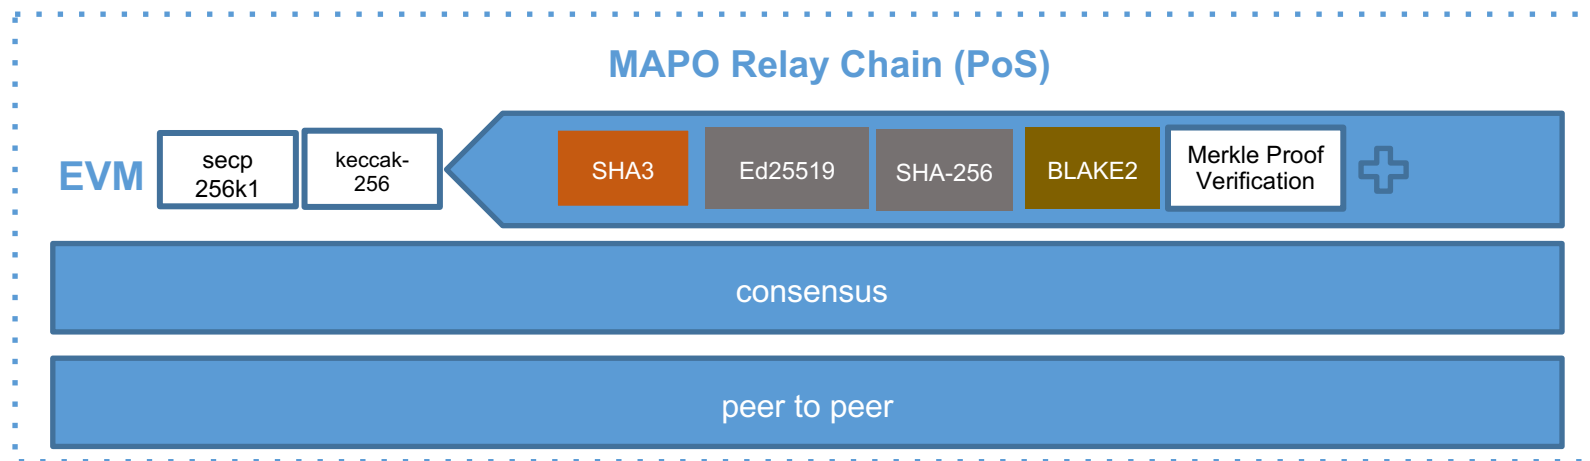 MAPO Relay Chain (PoS)
EVM
secp
256k1
keccak-
256
SHA3
Ed25519
SHA-256
BLAKE2
Merkle Proof
Verification
consensus
peer to peer